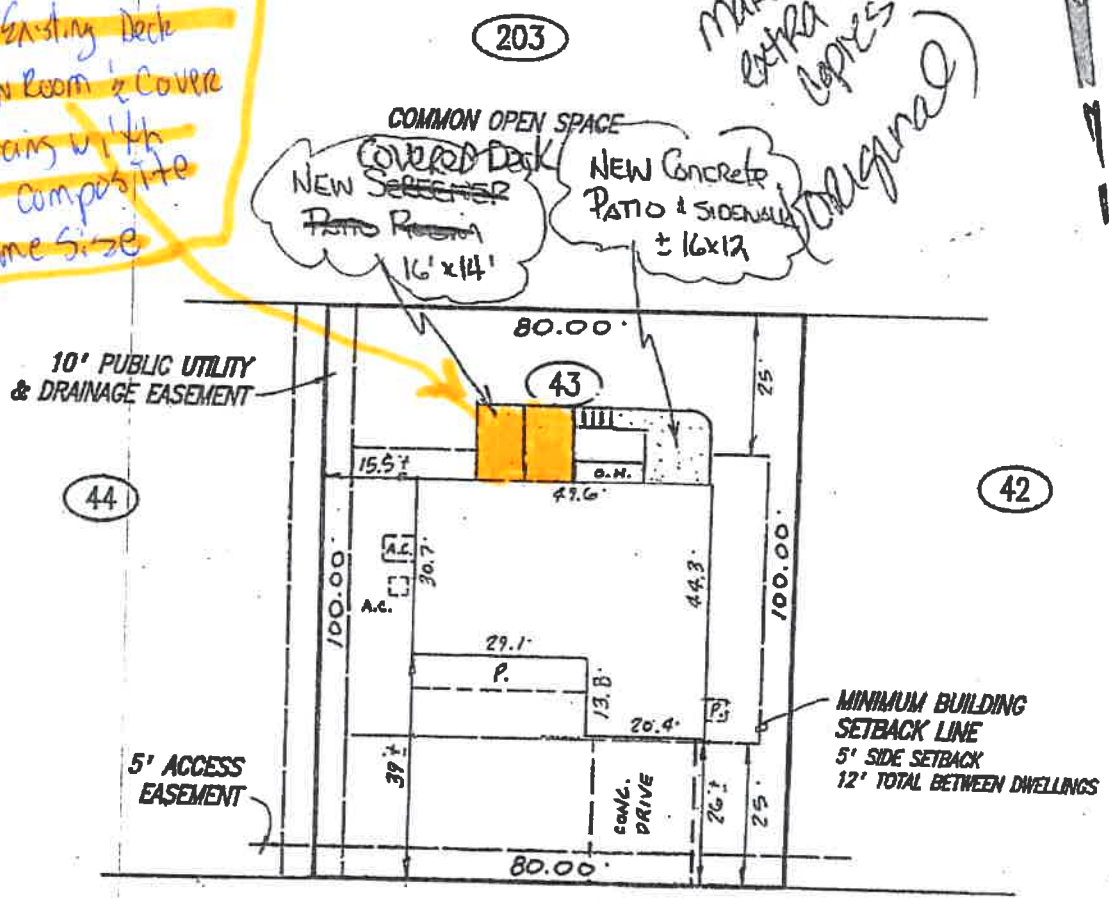 Existing Deck
Room & Cover
with
Composite
Size
203
extra
copies
original)
COMMON OPEN SPACE
COVERED Deck
NEW SCREENER
PATIO ROOM
16' x 14'
NEW Concrete
PATIO & SIDEWALK
± 16x12
80.00'
10' PUBLIC UTILITY
& DRAINAGE EASEMENT
43
25'
15.5'±
O.H.
49.6'
44
42
A.C.
30.7'
A.C.
100.00'
44.3'
100.00'
29.1'
P.
13.8'
20.4'
P.
MINIMUM BUILDING
SETBACK LINE
5' SIDE SETBACK
12' TOTAL BETWEEN DWELLINGS
5' ACCESS
EASEMENT
39'±
CONC.
DRIVE
26'±
25'
80.00'